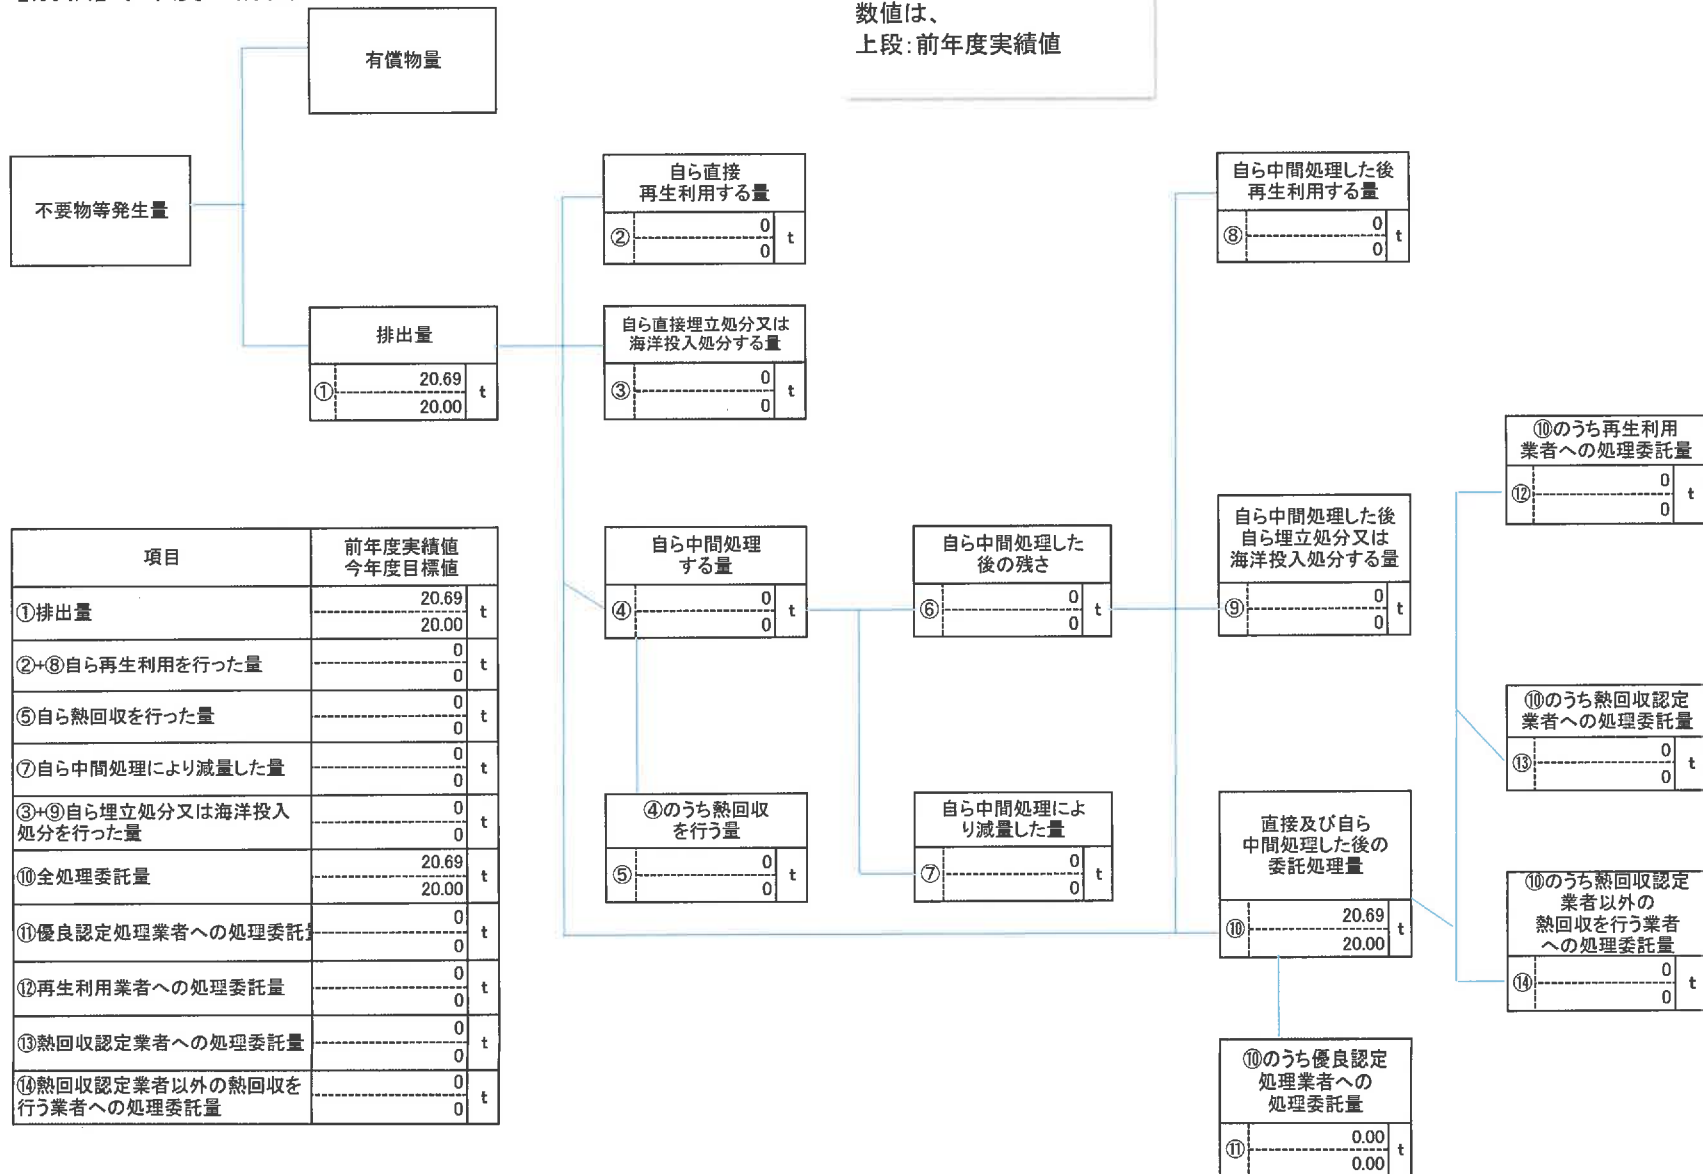 数値は、
上段:前年度実績値
有償物量
不要物等発生量
排出量
①
20.69
20.00
t
自ら直接
再生利用する量
②
0
0
t
自ら直接埋立処分又は
海洋投入処分する量
③
0
0
t
自ら中間処理
する量
④
0
0
t
④のうち熱回収
を行う量
⑤
0
0
t
自ら中間処理した
後の残さ
⑥
0
0
t
自ら中間処理によ
り減量した量
⑦
0
0
t
自ら中間処理した後
再生利用する量
⑧
0
0
t
自ら中間処理した後
自ら埋立処分又は
海洋投入処分する量
⑨
0
0
t
直接及び自ら
中間処理した後の
委託処理量
⑩
20.69
20.00
t
⑩のうち優良認定
処理業者への
処理委託量
⑪
0.00
0.00
t
⑩のうち再生利用
業者への処理委託量
⑫
0
0
t
⑩のうち熱回収認定
業者への処理委託量
⑬
0
0
t
⑩のうち熱回収認定
業者以外の
熱回収を行う業者
への処理委託量
⑭
0
0
t
項目
前年度実績値
今年度目標値
①排出量
20.69
20.00
t
②+⑧自ら再生利用を行った量
0
0
t
⑤自ら熱回収を行った量
0
0
t
⑦自ら中間処理により減量した量
0
0
t
③+⑨自ら埋立処分又は海洋投入
処分を行った量
0
0
t
⑩全処理委託量
20.69
20.00
t
⑪優良認定処理業者への処理委託
0
0
t
⑫再生利用業者への処理委託量
0
0
t
⑬熱回収認定業者への処理委託量
0
0
t
⑭熱回収認定業者以外の熱回収を
行う業者への処理委託量
0
0
t